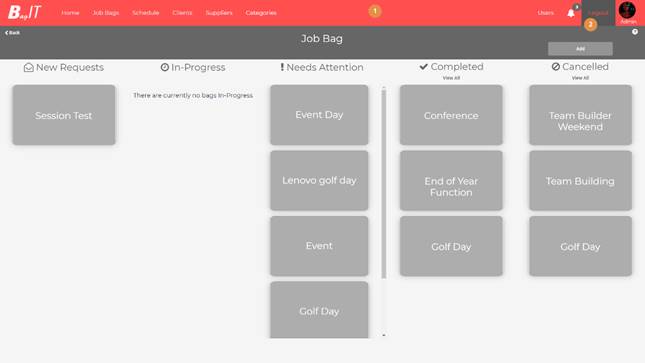 BagIT
Home Job Bags Schedule Clients Suppliers Categories 1 Users 9 Logout Admin
2
Back
Job Bag
Add
New Requests
In-Progress
! Needs Attention
Completed
Cancelled
View All
View All
Session Test
There are currently no bags In-Progress
Event Day
Lenovo golf day
Event
Golf Day
Conference
End of Year
Function
Golf Day
Team Builder
Weekend
Team Building
Golf Day